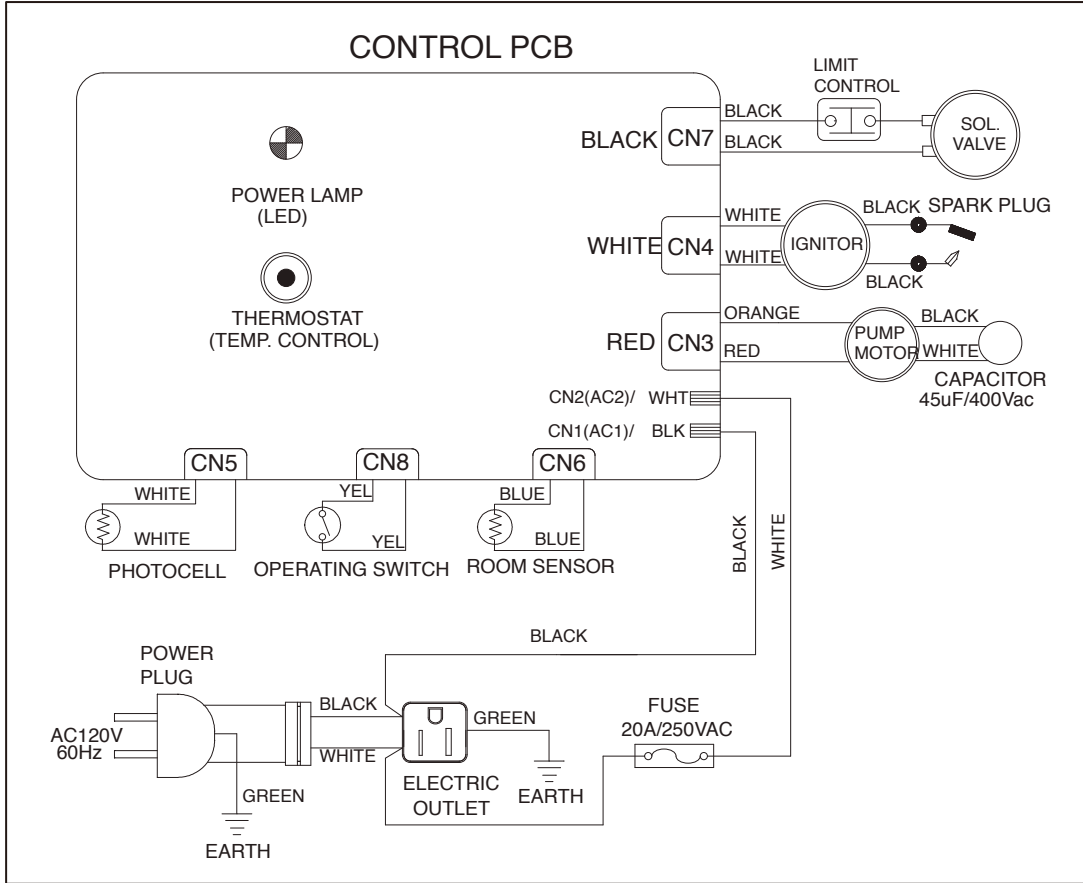 CONTROL PCB
POWER LAMP
(LED)
THERMOSTAT
(TEMP. CONTROL)
BLACK CN7
BLACK
BLACK
LIMIT
CONTROL
SOL.
VALVE
WHITE CN4
WHITE
WHITE
IGNITOR
BLACK
SPARK PLUG
BLACK
RED CN3
ORANGE
RED
PUMP
MOTOR
BLACK
WHITE
CAPACITOR
45uF/400Vac
CN2(AC2)/ WHT
CN1(AC1)/ BLK
CN5
WHITE
WHITE
PHOTOCELL
CN8
YEL
YEL
OPERATING SWITCH
CN6
BLUE
BLUE
ROOM SENSOR
BLACK
WHITE
BLACK
POWER
PLUG
AC120V
60Hz
BLACK
WHITE
GREEN
EARTH
ELECTRIC
OUTLET
GREEN
EARTH
FUSE
20A/250VAC